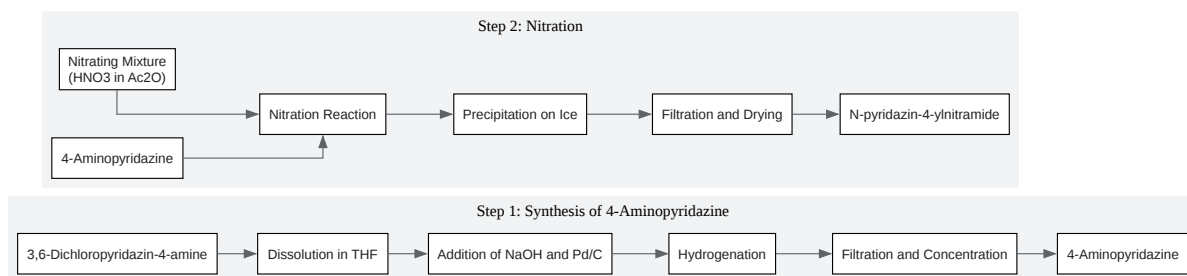 Step 2: Nitration
Nitrating Mixture
(HNO3 in Ac2O)
Nitration Reaction
Precipitation on Ice
Filtration and Drying
N-pyridazin-4-ylnitramide
4-Aminopyridazine
Step 1: Synthesis of 4-Aminopyridazine
3,6-Dichloropyridazin-4-amine
Dissolution in THF
Addition of NaOH and Pd/C
Hydrogenation
Filtration and Concentration
4-Aminopyridazine